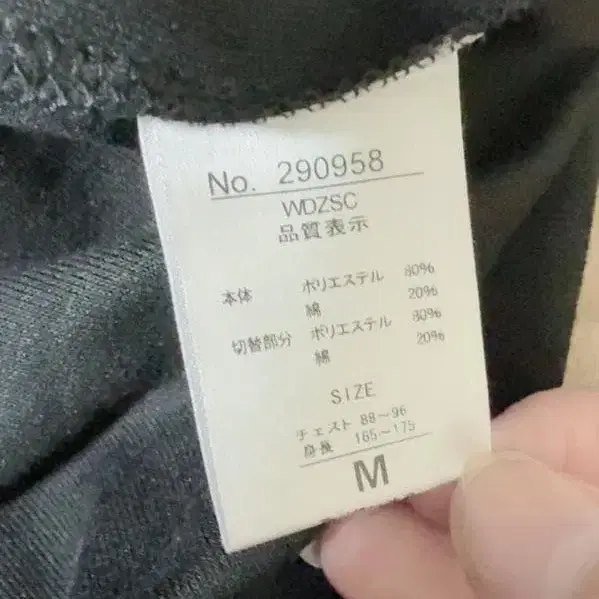 No. 290958
WDZSC
品質表示
本体 ポリエステル 80%
綿 20%
切替部分 ポリエステル 80%
綿 20%
SIZE
チェスト 88~96
身長 165~175
M